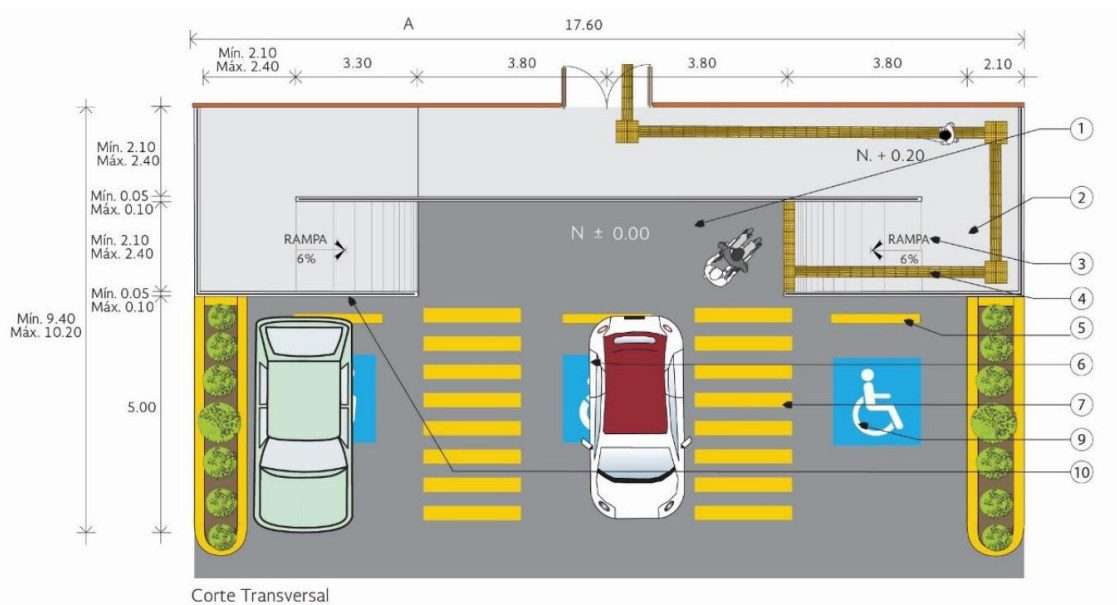 A
17.60
Mín. 2.10
Máx. 2.40
3.30
3.80
3.80
3.80
2.10
Mín. 2.10
Máx. 2.40
Mín. 0.05
Máx. 0.10
Mín. 2.10
Máx. 2.40
Mín. 0.05
Máx. 0.10
Mín. 9.40
Máx. 10.20
5.00
N. + 0.20
N ± 0.00
RAMPA
6%
RAMPA
6%
1
2
3
4
5
6
7
9
10
Corte Transversal